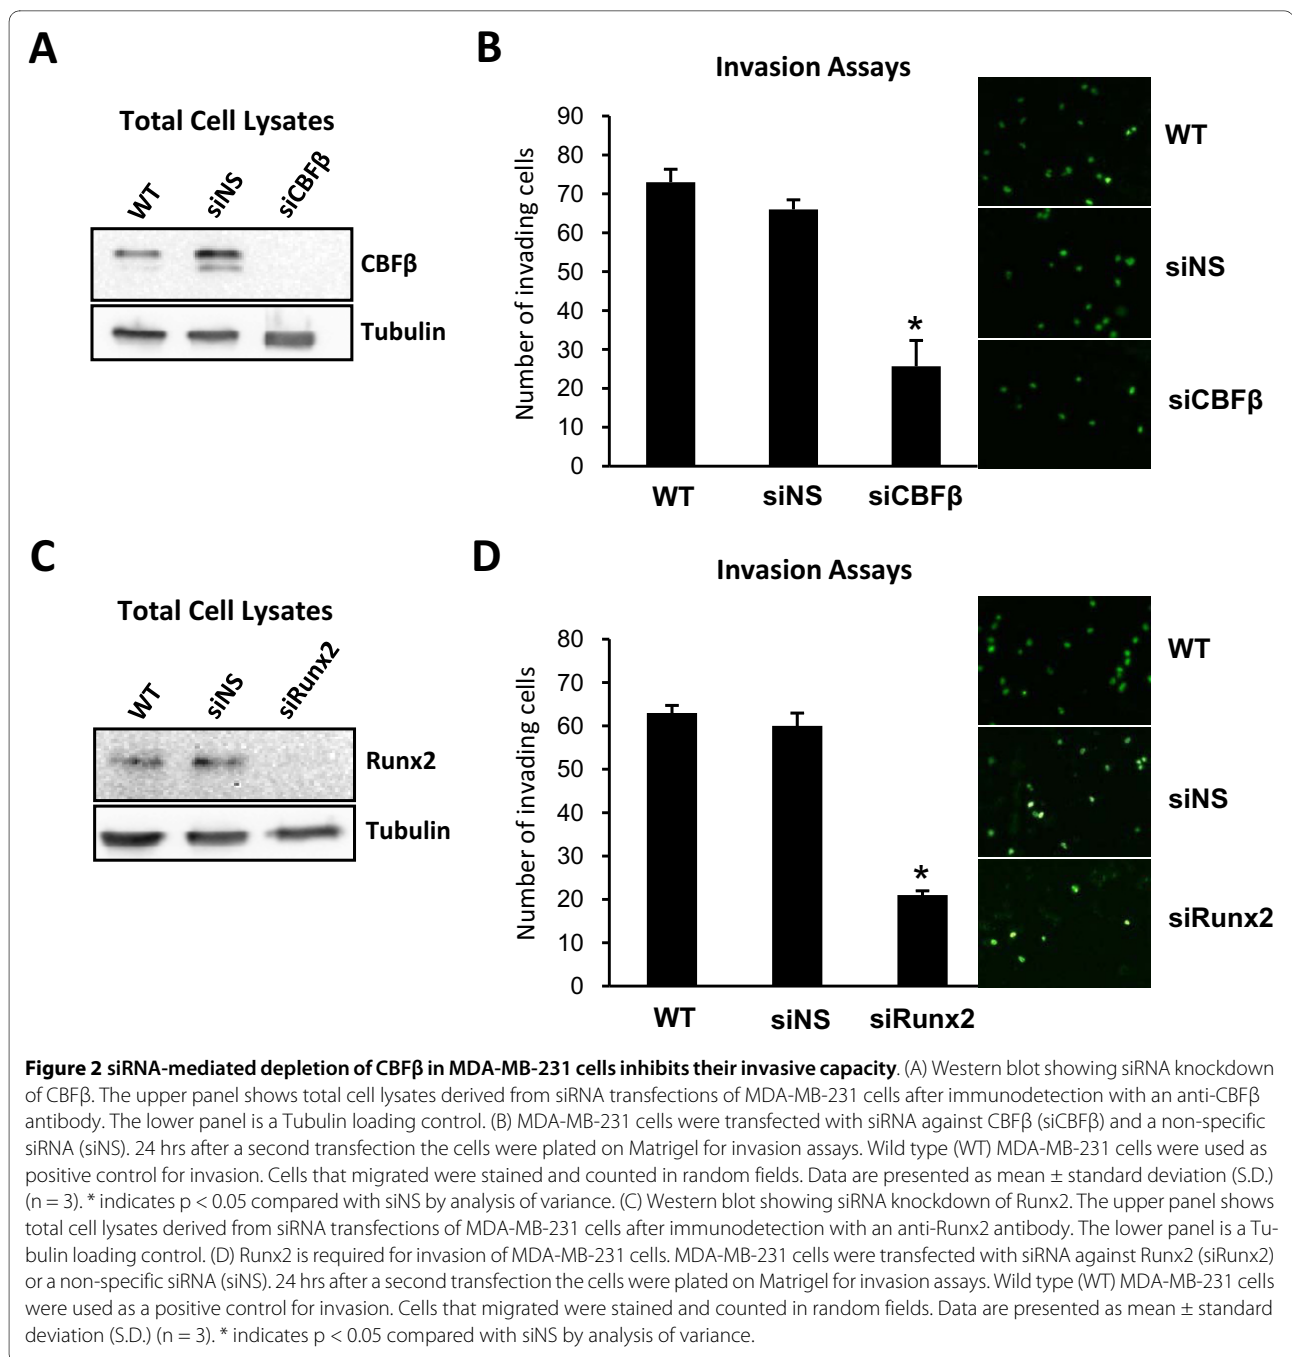 A
Total Cell Lysates
WT siNS siCBFβ
CBFβ
Tubulin
B
Invasion Assays
Number of invading cells
90
80
70
60
50
40
30
20
10
0
*
WT siNS siCBFβ
WT
siNS
siCBFβ
C
Total Cell Lysates
WT siNS siRunx2
Runx2
Tubulin
D
Invasion Assays
Number of invading cells
80
70
60
50
40
30
20
10
0
*
WT siNS siRunx2
WT
siNS
siRunx2
Figure 2 siRNA-mediated depletion of CBFβ in MDA-MB-231 cells inhibits their invasive capacity. (A) Western blot showing siRNA knockdown
of CBFβ. The upper panel shows total cell lysates derived from siRNA transfections of MDA-MB-231 cells after immunodetection with an anti-CBFβ
antibody. The lower panel is a Tubulin loading control. (B) MDA-MB-231 cells were transfected with siRNA against CBFβ (siCBFβ) and a non-specific
siRNA (siNS). 24 hrs after a second transfection the cells were plated on Matrigel for invasion assays. Wild type (WT) MDA-MB-231 cells were used as
positive control for invasion. Cells that migrated were stained and counted in random fields. Data are presented as mean ± standard deviation (S.D.)
(n = 3). * indicates p < 0.05 compared with siNS by analysis of variance. (C) Western blot showing siRNA knockdown of Runx2. The upper panel shows
total cell lysates derived from siRNA transfections of MDA-MB-231 cells after immunodetection with an anti-Runx2 antibody. The lower panel is a Tu-
bulin loading control. (D) Runx2 is required for invasion of MDA-MB-231 cells. MDA-MB-231 cells were transfected with siRNA against Runx2 (siRunx2)
or a non-specific siRNA (siNS). 24 hrs after a second transfection the cells were plated on Matrigel for invasion assays. Wild type (WT) MDA-MB-231 cells
were used as a positive control for invasion. Cells that migrated were stained and counted in random fields. Data are presented as mean ± standard
deviation (S.D.) (n = 3). * indicates p < 0.05 compared with siNS by analysis of variance.